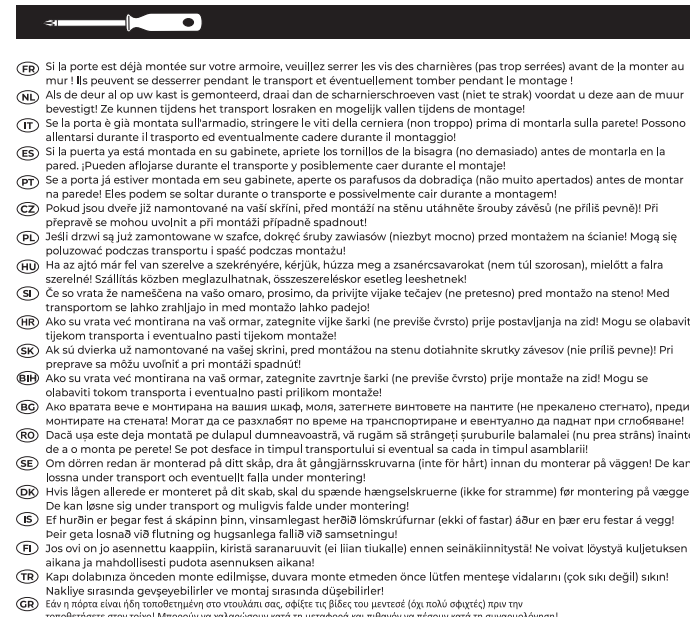 FR Si la porte est déjà montée sur votre armoire, veuillez serrer les vis des charnières (pas trop serrées) avant de la monter au
mur ! Ils peuvent se desserrer pendant le transport et éventuellement tomber pendant le montage !
NL Als de deur al op uw kast is gemonteerd, draai dan de scharnierschroeven vast (niet te strak) voordat u deze aan de muur
bevestigt! Ze kunnen tijdens het transport losraken en mogelijk vallen tijdens de montage!
IT Se la porta è già montata sull'armadio, stringere le viti della cerniera (non troppo) prima di montarla sulla parete! Possono
allentarsi durante il trasporto ed eventualmente cadere durante il montaggio!
ES Si la puerta ya está montada en su gabinete, apriete los tornillos de la bisagra (no demasiado) antes de montarla en la
pared. ¡Pueden aflojarse durante el transporte y posiblemente caer durante el montaje!
PT Se a porta já estiver montada em seu gabinete, aperte os parafusos da dobradiça (não muito apertados) antes de montar
na parede! Eles podem se soltar durante o transporte e possivelmente cair durante a montagem!
CZ Pokud jsou dveře již namontované na vaší skříni, před montáží na stěnu utáhněte šrouby závěsů (ne příliš pevně)! Při
přepravě se mohou uvolnit a při montáži případně spadnout!
PL Jeśli drzwi są już zamontowane w szafce, dokręć śruby zawiasów (niezbyt mocno) przed montażem na ścianie! Mogą się
poluzować podczas transportu i spaść podczas montażu!
HU Ha az ajtó már fel van szerelve a szekrényére, kérjük, húzza meg a zsanércsavarokat (nem túl szorosan), mielőtt a falra
szerelné! Szállítás közben meglazulhatnak, összeszereléskor esetleg leeshetnek!
SI Če so vrata že nameščena na vašo omaro, prosimo, da privijte vijake tečajev (ne pretesno) pred montažo na steno! Med
transportom se lahko zrahljajo in med montažo lahko padejo!
HR Ako su vrata već montirana na vaš ormar, zategnite vijke šarki (ne previše čvrsto) prije postavljanja na zid! Mogu se olabaviti
tijekom transporta i eventualno pasti tijekom montaže!
SK Ak sú dvierka už namontované na vašej skrini, pred montážou na stenu dotiahnite skrutky závesov (nie príliš pevne)! Pri
preprave sa môžu uvoľniť a pri montáži spadnúť!
BIH Ako su vrata već montirana na vaš ormar, zategnite zavrtnje šarki (ne previše čvrsto) prije montaže na zid! Mogu se
olabaviti tokom transporta i eventualno pasti prilikom montaže!
BG Ако вратата вече е монтирана на вашия шкаф, моля, затегнете винтовете на пантите (не прекалено стегнато), преди
монтирате на стената! Могат да се разхлабят по време на транспортиране и евентуално да паднат при сглобяване!
RO Dacă ușa este deja montată pe dulapul dumneavoastră, vă rugăm să strângeți șuruburile balamalei (nu prea strâns) înainte
de a o monta pe perete! Se pot desface in timpul transportului si eventual sa cada in timpul asamblarii!
SE Om dörren redan är monterad på ditt skåp, dra åt gångjärnsskruvarna (inte för hårt) innan du monterar på väggen! De kan
lossna under transport och eventuellt falla under montering!
DK Hvis lågen allerede er monteret på dit skab, skal du spænde hængselskruerne (ikke for stramme) før montering på vægge
De kan løsne sig under transport og muligvis falde under montering!
IS Ef hurðin er þegar fest á skápinn þinn, vinsamlegast herðið lömskrúfurnar (ekki of fastar) áður en þær eru festar á vegg!
Þeir geta losnað við flutning og hugsanlega fallið við samsetningu!
FI Jos ovi on jo asennettu kaappiin, kiristä saranaruuvit (ei liian tiukalle) ennen seinäkiinnitystä! Ne voivat löystyä kuljetuksen
aikana ja mahdollisesti pudota asennuksen aikana!
TR Kapı dolabınıza önceden monte edilmişse, duvara monte etmeden önce lütfen menteşe vidalarını (çok sıkı değil) sıkın!
Nakliye sırasında gevşeyebilirler ve montaj sırasında düşebilirler!
GR Εάν η πόρτα είναι ήδη τοποθετημένη στο ντουλάπι σας, σφίξτε τις βίδες του μεντεσέ (όχι πολύ σφιχτές) πριν την
τοποθετήσετε στον τοίχο! Μπορούν να χαλαρώσουν κατά τη μεταφορά και πιθανόν να πέσουν κατά τη συναρμολόγηση!